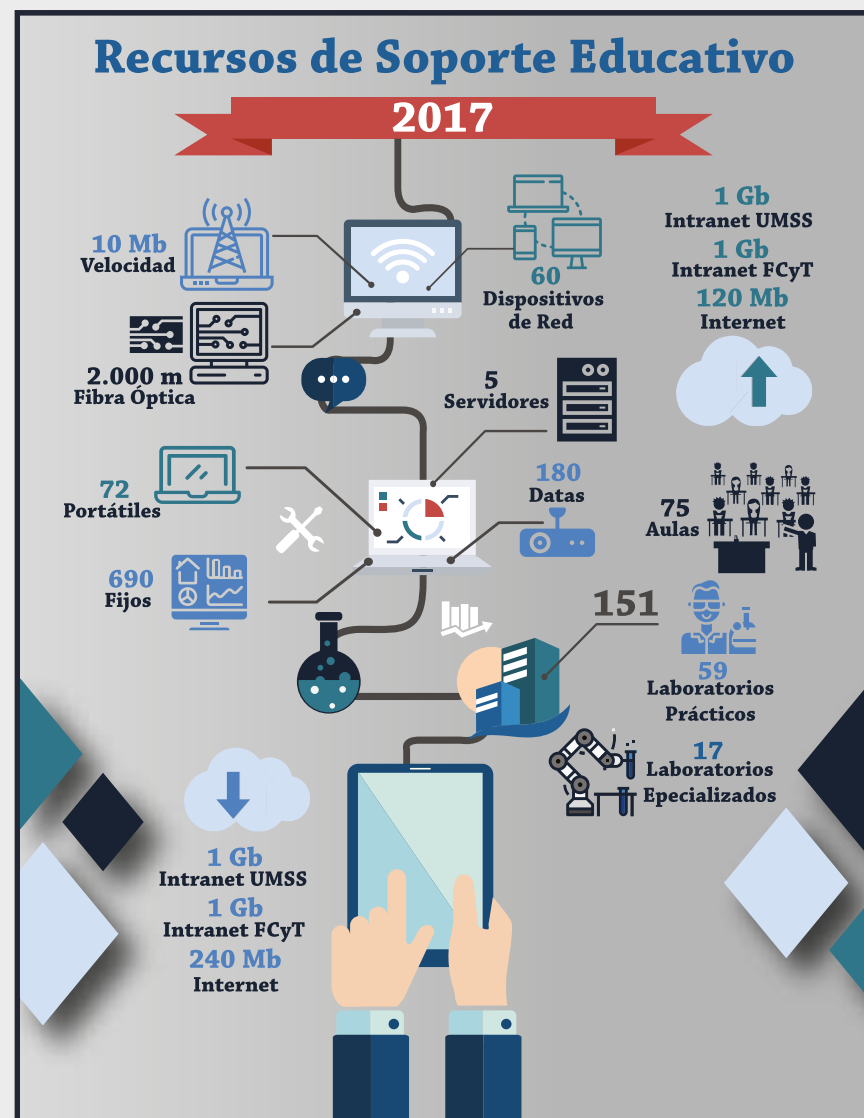 Recursos de Soporte Educativo
2017
10 Mb
Velocidad
60
Dispositivos
de Red
1 Gb
Intranet UMSS
1 Gb
Intranet FCyT
120 Mb
Internet
2.000 m
Fibra Óptica
5
Servidores
72
Portátiles
180
Datas
75
Aulas
690
Fijos
151
59
Laboratorios
Prácticos
17
Laboratorios
Epecializados
1 Gb
Intranet UMSS
1 Gb
Intranet FCyT
240 Mb
Internet